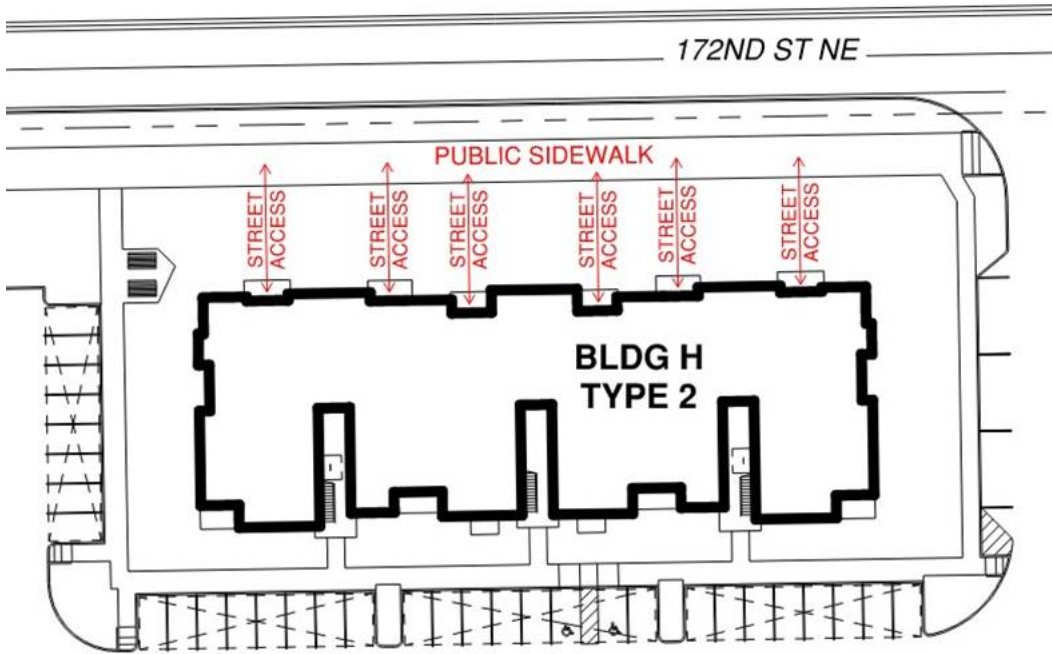 172ND ST NE
PUBLIC SIDEWALK
STREET
ACCESS
STREET
ACCESS
STREET
ACCESS
STREET
ACCESS
STREET
ACCESS
STREET
ACCESS
BLDG H
TYPE 2